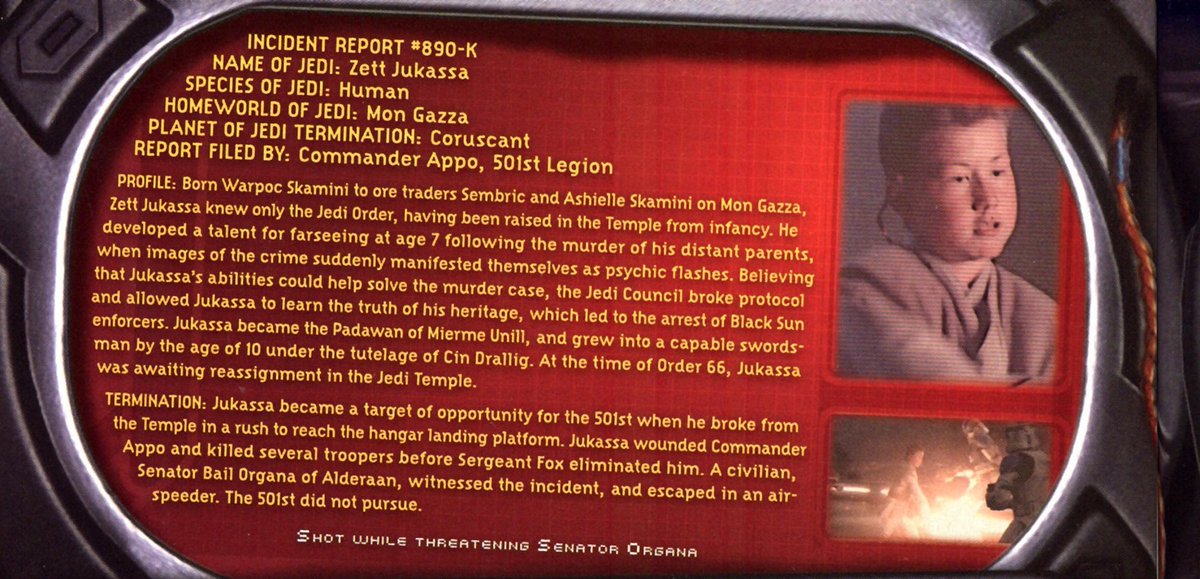 INCIDENT REPORT #890-K
NAME OF JEDI: Zett Jukassa
SPECIES OF JEDI: Human
HOMEWORLD OF JEDI: Mon Gazza
PLANET OF JEDI TERMINATION: Coruscant
REPORT FILED BY: Commander Appo, 501st Legion
PROFILE: Born Warpoc Skamini to ore traders Sembric and Ashielle Skamini on Mon Gazza,
Zett Jukassa knew only the Jedi Order, having been raised in the Temple from infancy. He
developed a talent for farseeing at age 7 following the murder of his distant parents,
when images of the crime suddenly manifested themselves as psychic flashes. Believing
that Jukassa's abilities could help solve the murder case, the Jedi Council broke protocol
and allowed Jukassa to learn the truth of his heritage, which led to the arrest of Black Sun
enforcers. Jukassa became the Padawan of Mierme Unill, and grew into a capable swords-
man by the age of 10 under the tutelage of Cin Drallig. At the time of Order 66, Jukassa
was awaiting reassignment in the Jedi Temple.
TERMINATION: Jukassa became a target of opportunity for the 501st when he broke from
the Temple in a rush to reach the hangar landing platform. Jukassa wounded Commander
Appo and killed several troopers before Sergeant Fox eliminated him. A civilian,
Senator Bail Organa of Alderaan, witnessed the incident, and escaped in an air-
speeder. The 501st did not pursue.
SHOT WHILE THREATENING SENATOR ORGANA